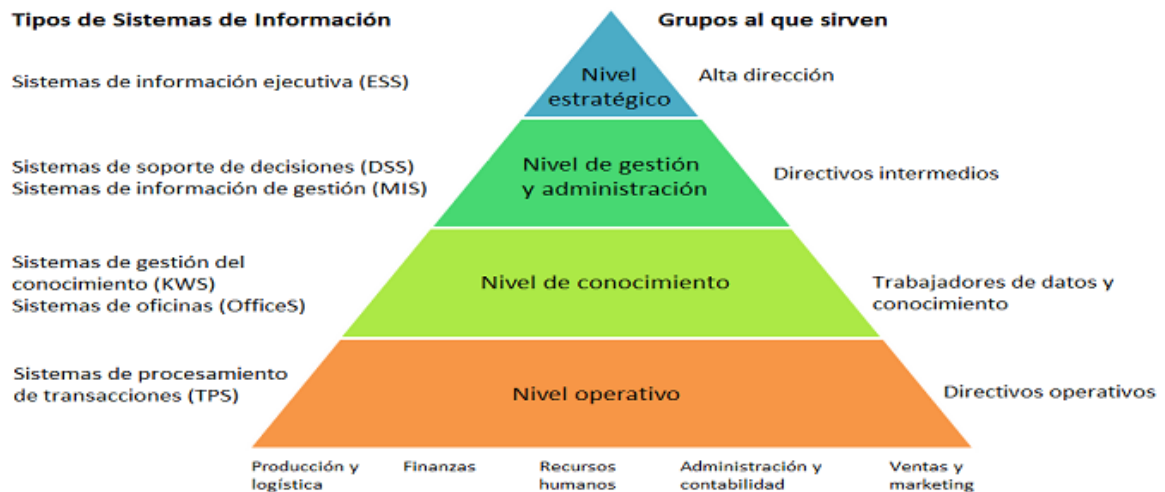 Tipos de Sistemas de Información
Grupos al que sirven
Sistemas de información ejecutiva (ESS)
Nivel
estratégico
Alta dirección
Sistemas de soporte de decisiones (DSS)
Sistemas de información de gestión (MIS)
Nivel de gestión
y administración
Directivos intermedios
Sistemas de gestión del
conocimiento (KWS)
Sistemas de oficinas (OfficeS)
Nivel de conocimiento
Trabajadores de datos y
conocimiento
Sistemas de procesamiento
de transacciones (TPS)
Nivel operativo
Directivos operativos
Producción y
logística
Finanzas
Recursos
humanos
Administración y
contabilidad
Ventas y
marketing